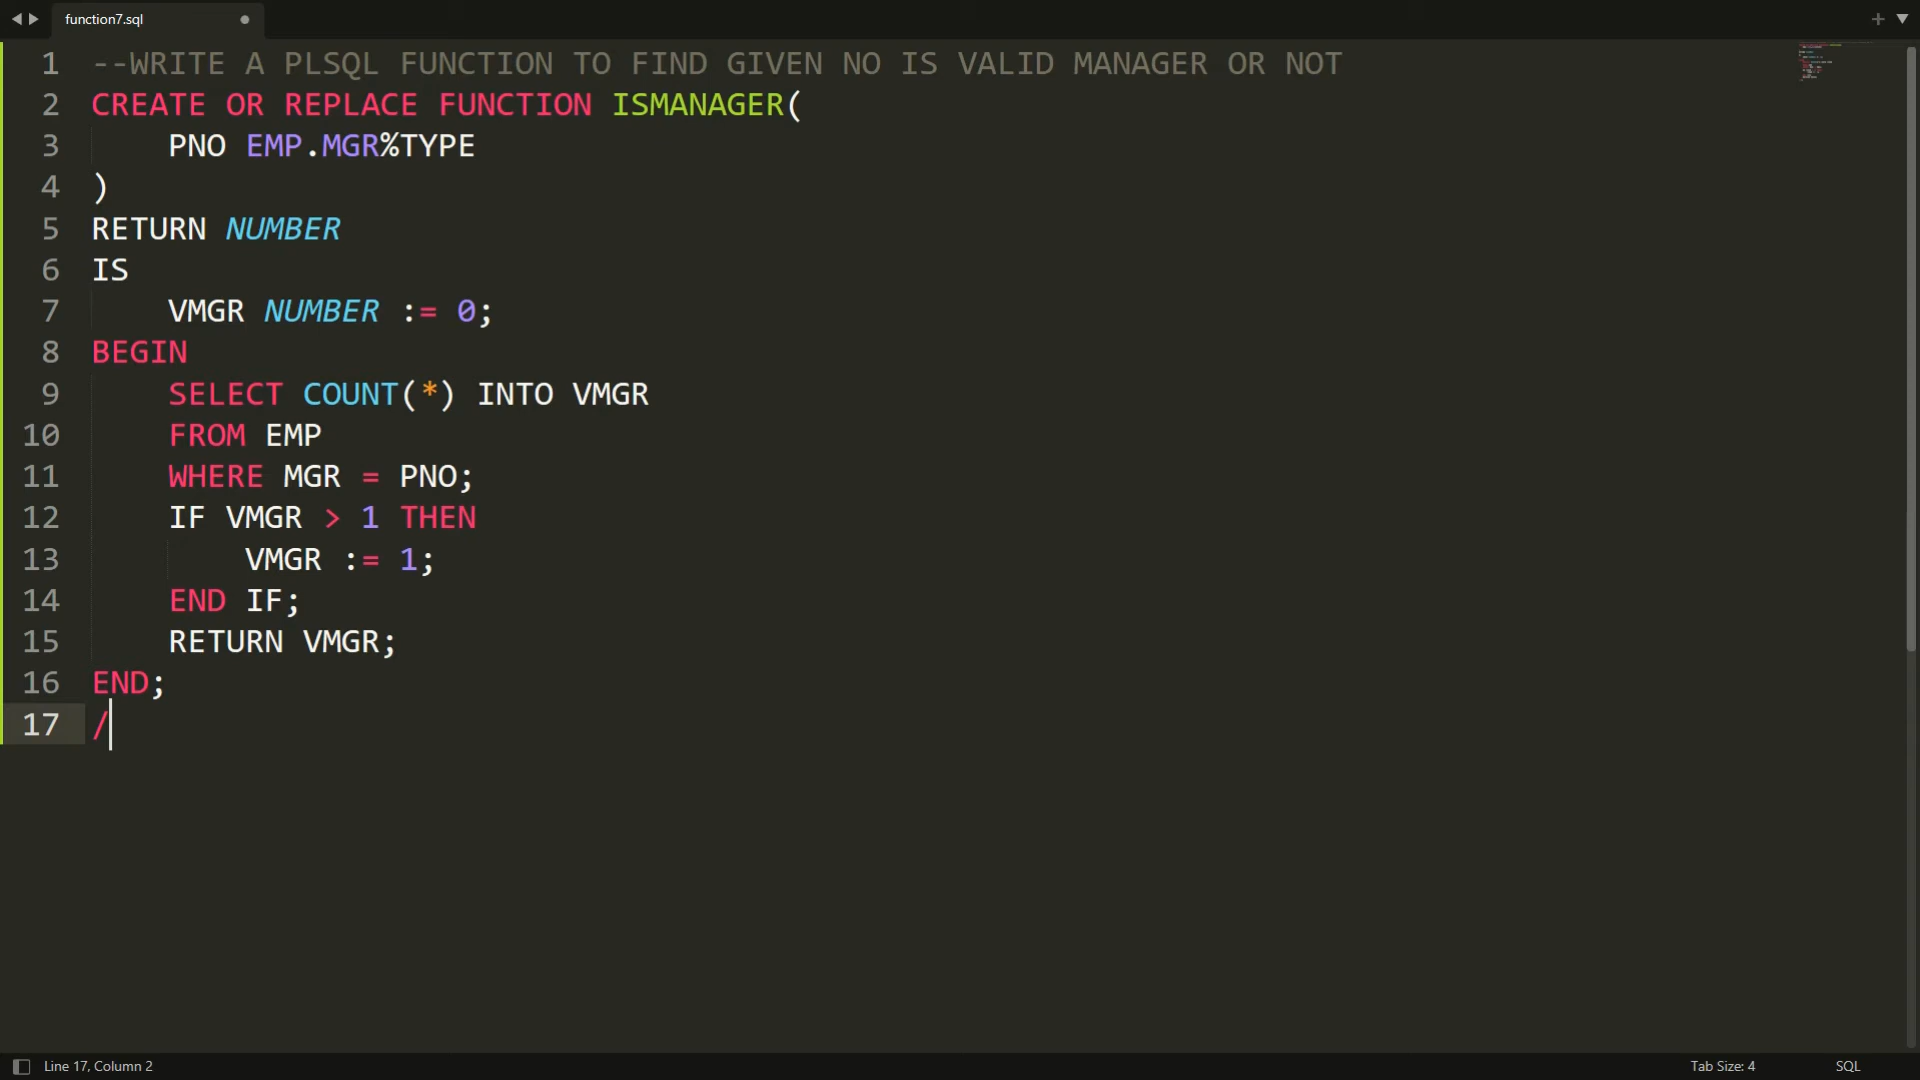 function7.sql
1 --WRITE A PLSQL FUNCTION TO FIND GIVEN NO IS VALID MANAGER OR NOT
2 CREATE OR REPLACE FUNCTION ISMANAGER(
3 PNO EMP.MGR%TYPE
4 )
5 RETURN NUMBER
6 IS
7 VMGR NUMBER := 0;
8 BEGIN
9 SELECT COUNT(*) INTO VMGR
10 FROM EMP
11 WHERE MGR = PNO;
12 IF VMGR > 1 THEN
13 VMGR := 1;
14 END IF;
15 RETURN VMGR;
16 END;
17 /
Line 17, Column 2
Tab Size: 4
SQL